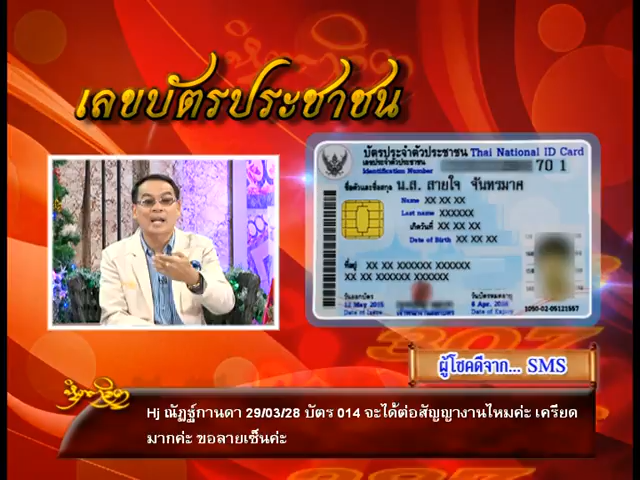 เลขบัตรประชาชน
บัตรประจำตัวประชาชน Thai National ID Card
เลขประจำตัวประชาชน
Identification Number 70 1
ชื่อตัวและชื่อสกุล น.ส. สายใจ จันทรมาศ
Name XX XX XX
Last name XXXXXX
เกิดวันที่ XX XX XX
Date of Birth XX XX XX
ที่อยู่ XX XX XXXXXX XXXXXX
XX XX XXXXXX XXXXXX
วันออกบัตร วันบัตรหมดอายุ
12 May 2015
Date of Issue Date of Expiry
ผู้โชคดีจาก... SMS
Hj ณัฏฐ์กานดา 29/03/28 บัตร 014 จะได้ต่อสัญญางานไหมค่ะ เครียด
มากค่ะ ขอลายเซ็นค่ะ